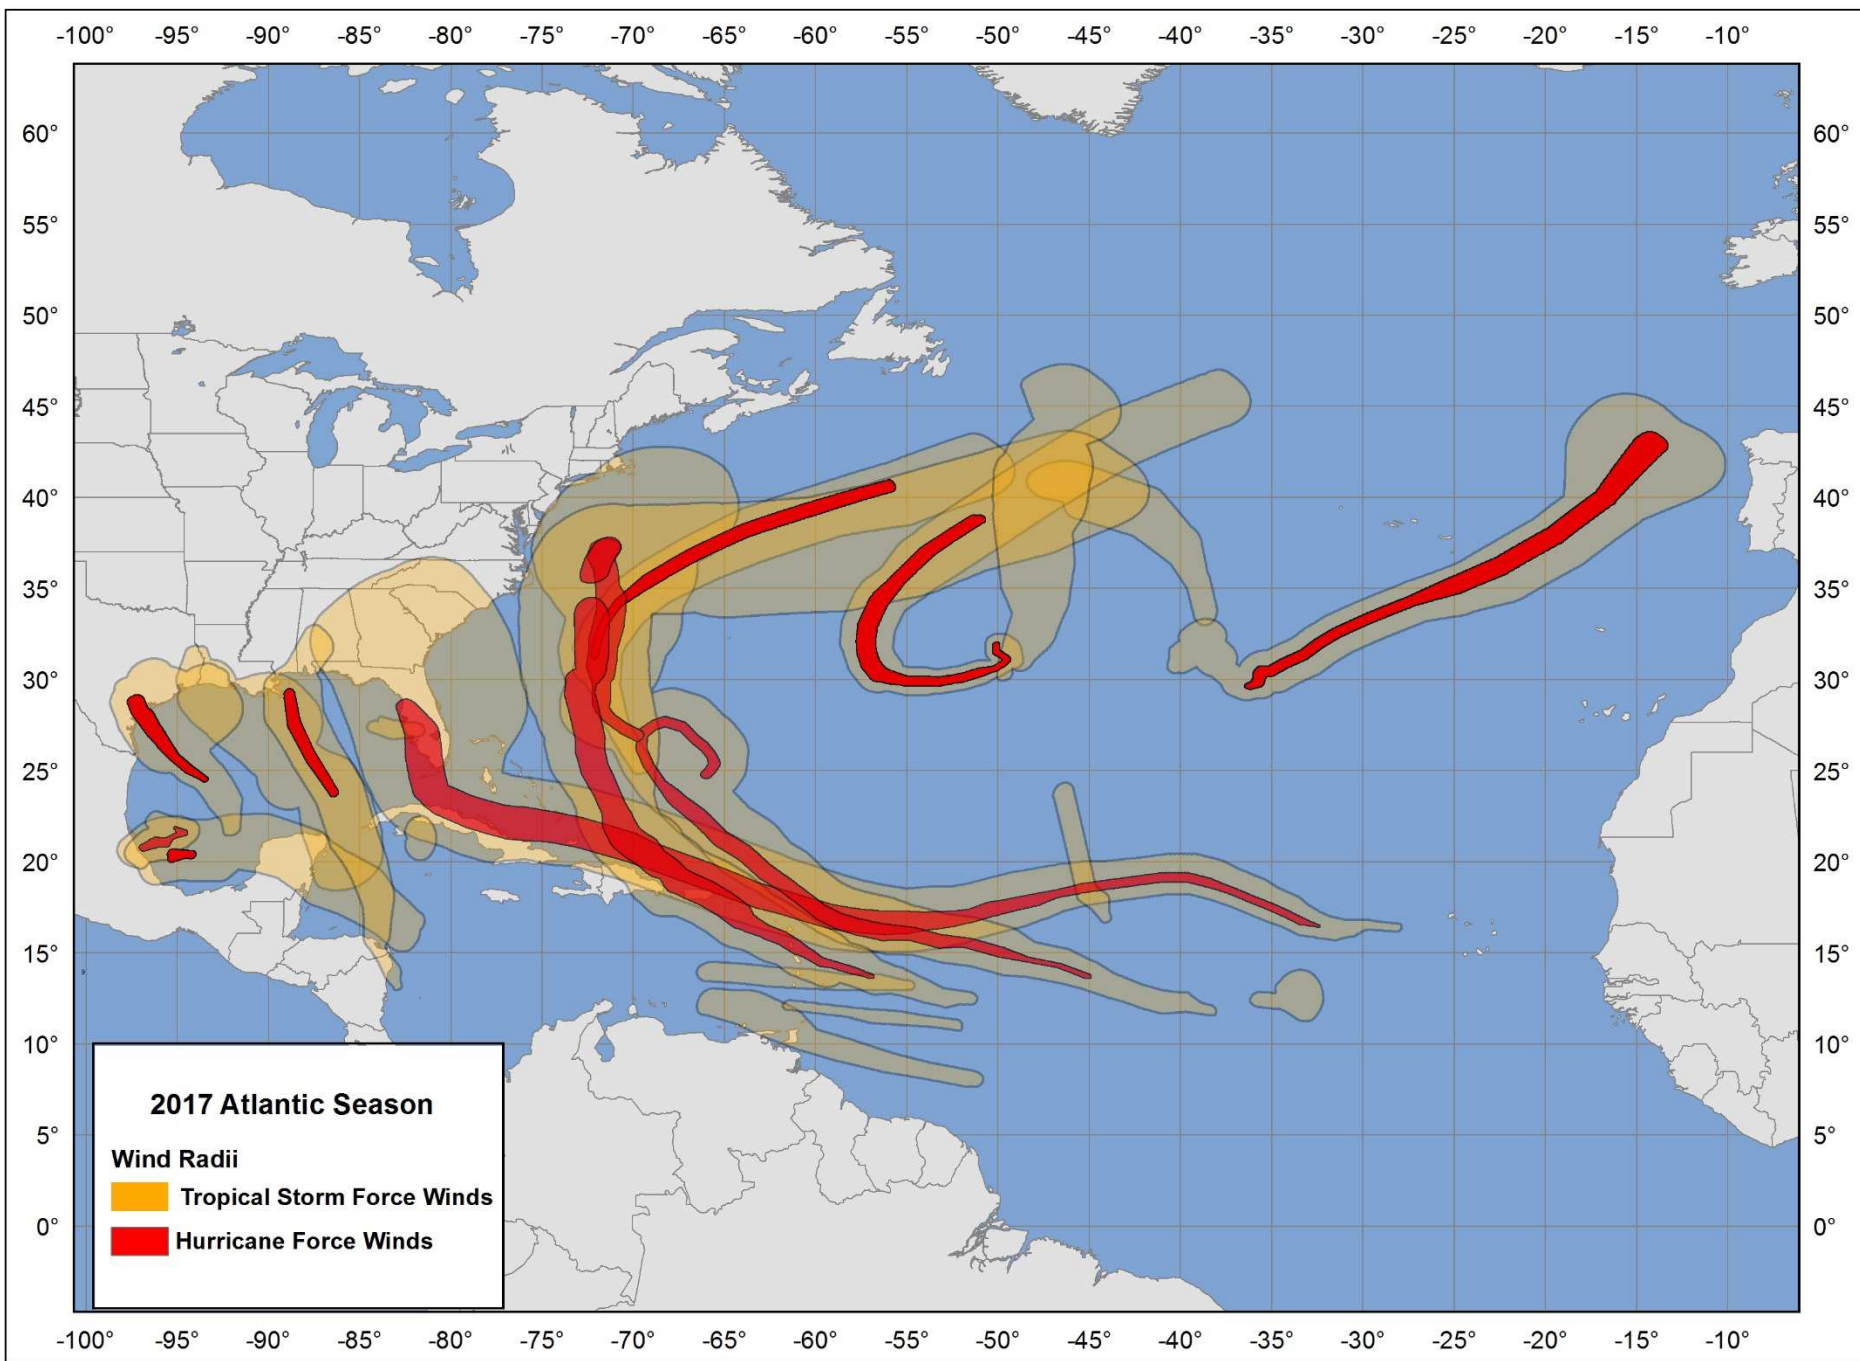 -100° -95° -90° -85° -80° -75° -70° -65° -60° -55° -50° -45° -40° -35° -30° -25° -20° -15° -10°
60° 60°
55° 55°
50° 50°
45° 45°
40° 40°
35° 35°
30° 30°
25° 25°
20° 20°
15° 15°
10° 10°
2017 Atlantic Season
5° 5°
Wind Radii
Tropical Storm Force Winds
0° 0°
Hurricane Force Winds
-100° -95° -90° -85° -80° -75° -70° -65° -60° -55° -50° -45° -40° -35° -30° -25° -20° -15° -10°